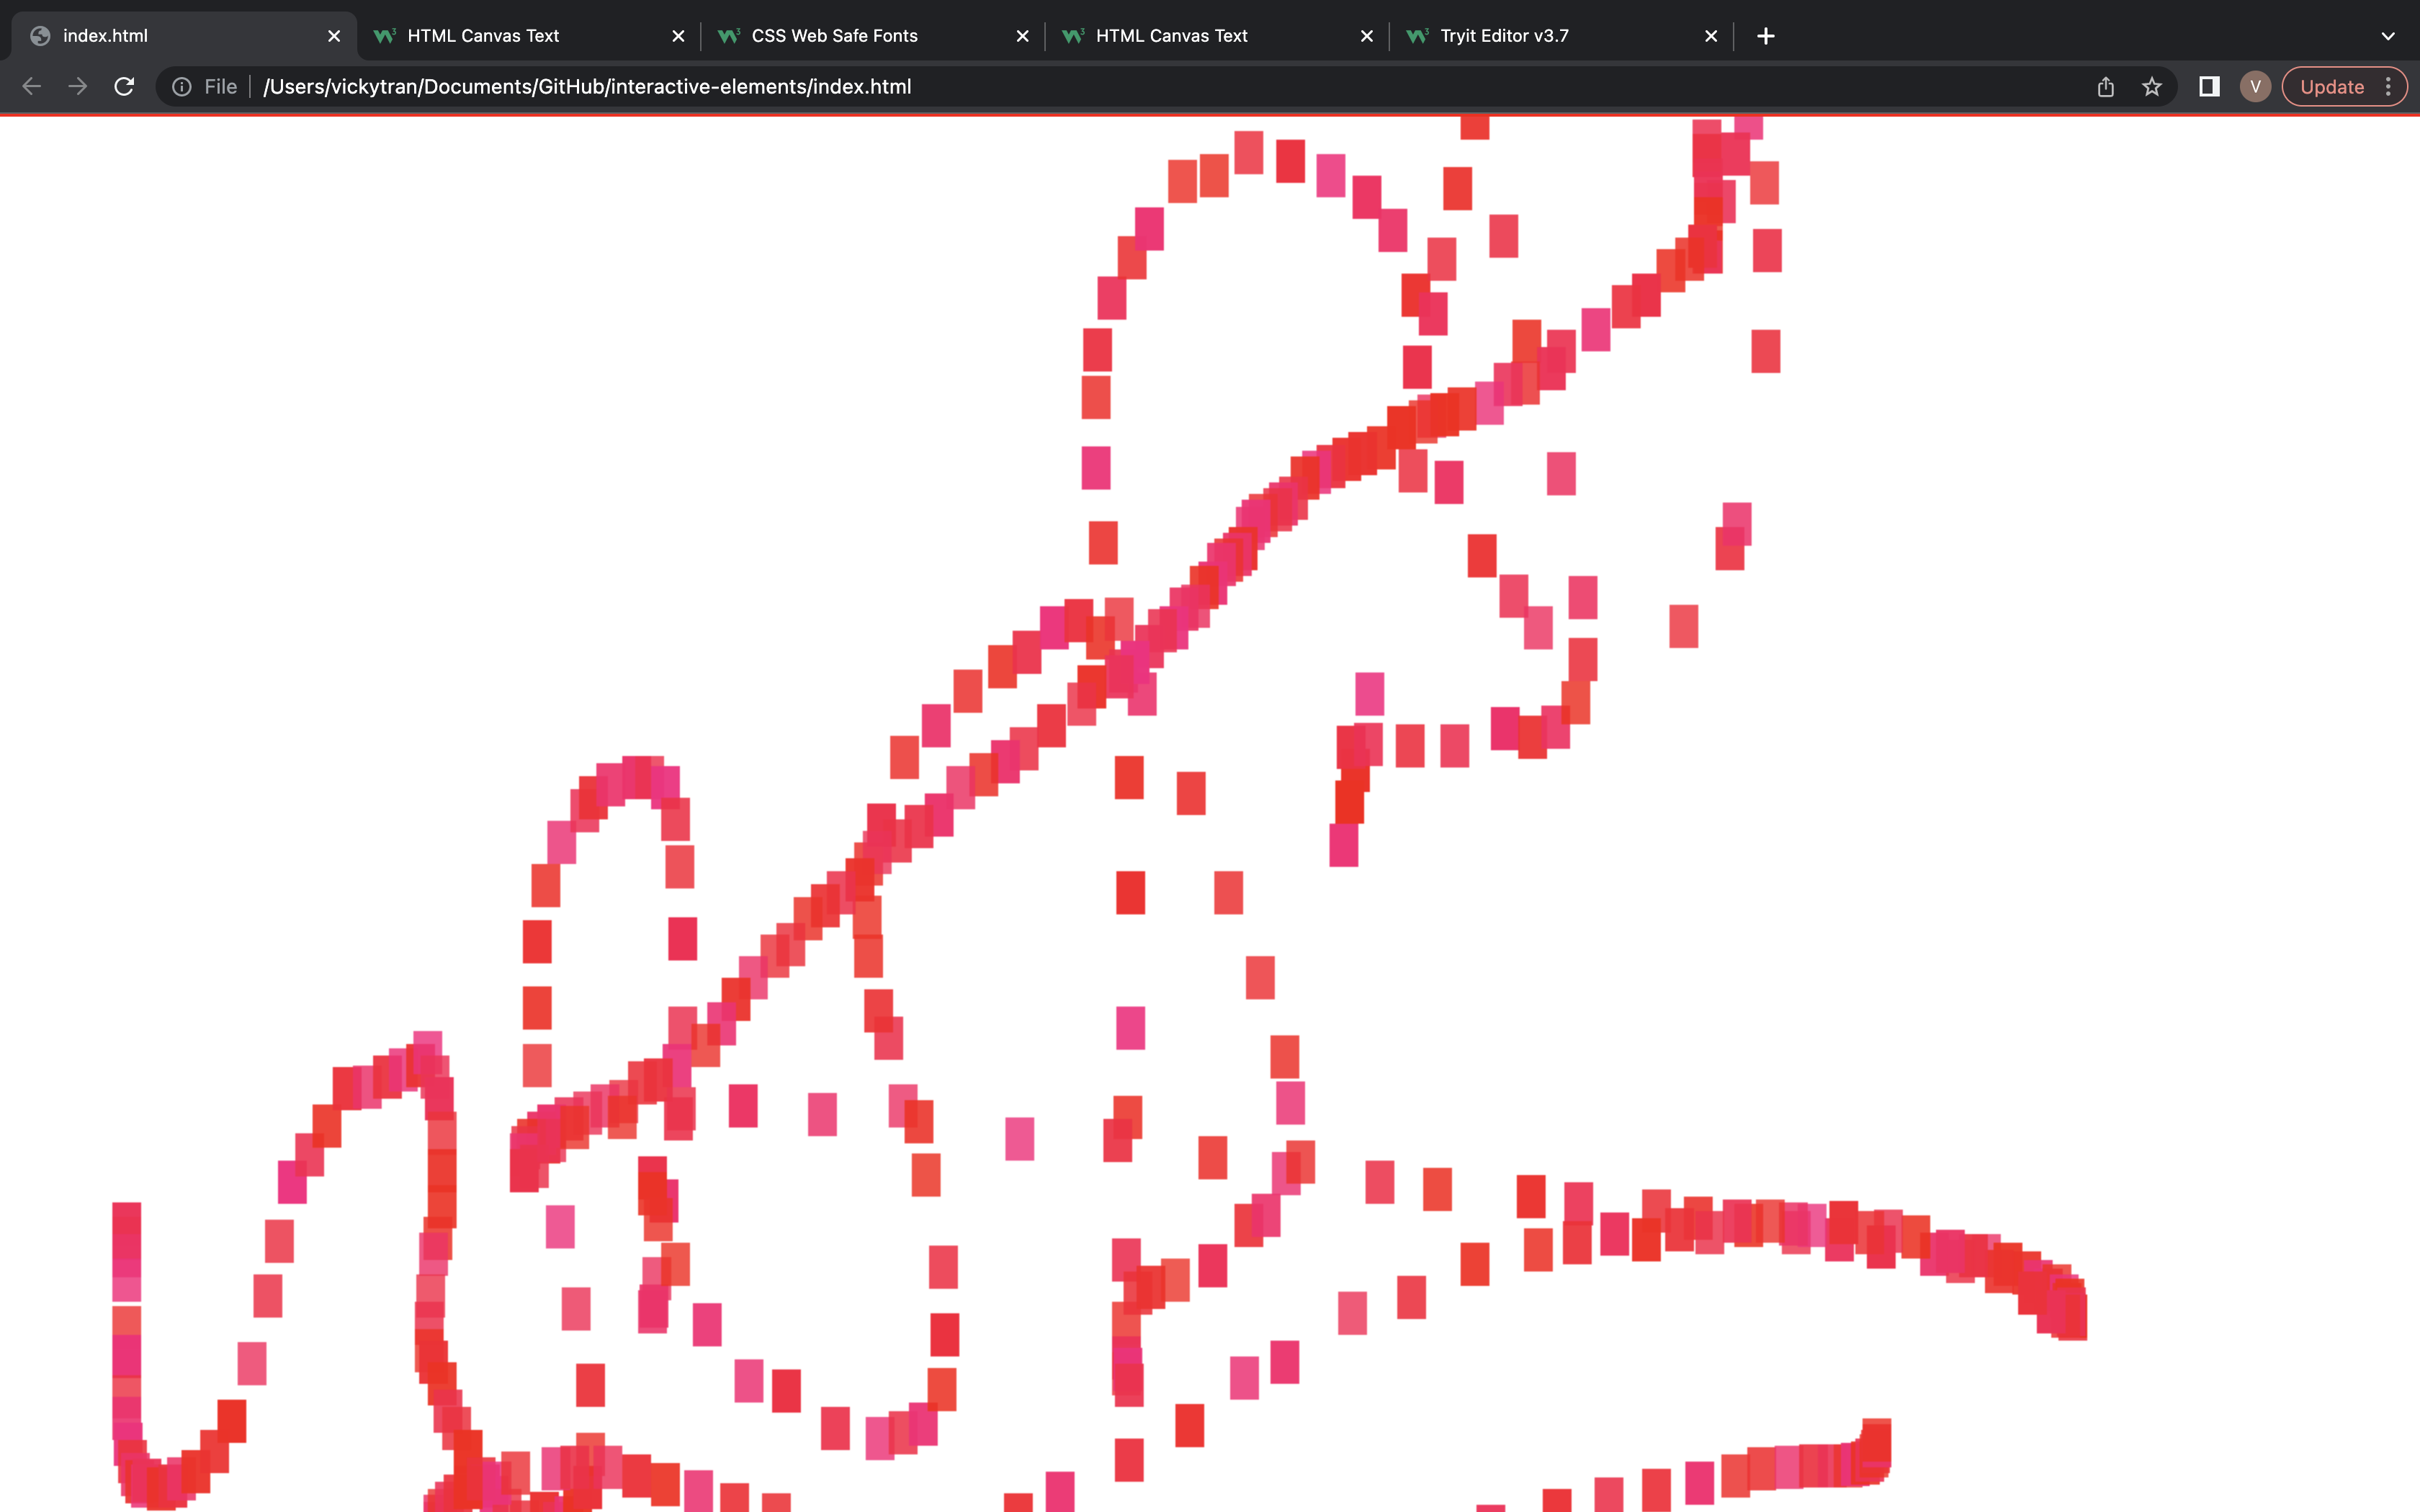 index.html
HTML Canvas Text
CSS Web Safe Fonts
HTML Canvas Text
Tryit Editor v3.7
File /Users/vickytran/Documents/GitHub/interactive-elements/index.html
V
Update